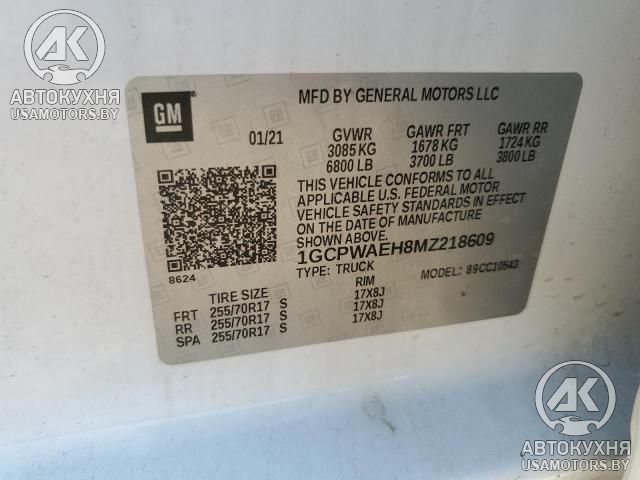 АК
АВТОКУХНЯ
USAMOTORS.BY
GM
MFD BY GENERAL MOTORS LLC
01/21
GVWR
3085 KG
6800 LB
GAWR FRT
1678 KG
3700 LB
GAWR RR
1724 KG
3800 LB
THIS VEHICLE CONFORMS TO ALL
APPLICABLE U.S. FEDERAL MOTOR
VEHICLE SAFETY STANDARDS IN EFFECT
ON THE DATE OF MANUFACTURE
SHOWN ABOVE.
1GCPWAEH8MZ218609
TYPE: TRUCK
MODEL: 89CC10543
8624
TIRE SIZE RIM
FRT 255/70R17 S 17X8J
RR 255/70R17 S 17X8J
SPA 255/70R17 S 17X8J
АК
АВТОКУХНЯ
USAMOTORS.BY